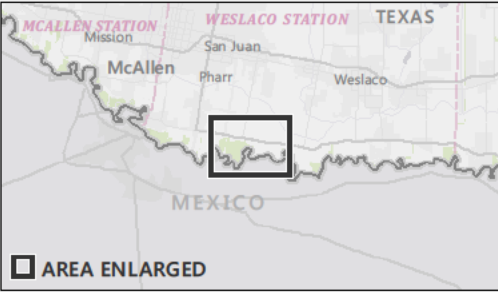 MCALLEN STATION
WESLACO STATION
TEXAS
Mission
San Juan
McAllen
Pharr
Weslaco
MEXICO
AREA ENLARGED